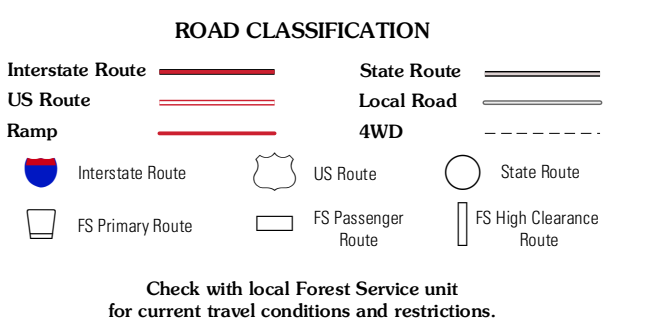 ROAD CLASSIFICATION
Interstate Route
State Route
US Route
Local Road
Ramp
4WD
Interstate Route
US Route
State Route
FS Primary Route
FS Passenger
Route
FS High Clearance
Route
Check with local Forest Service unit
for current travel conditions and restrictions.